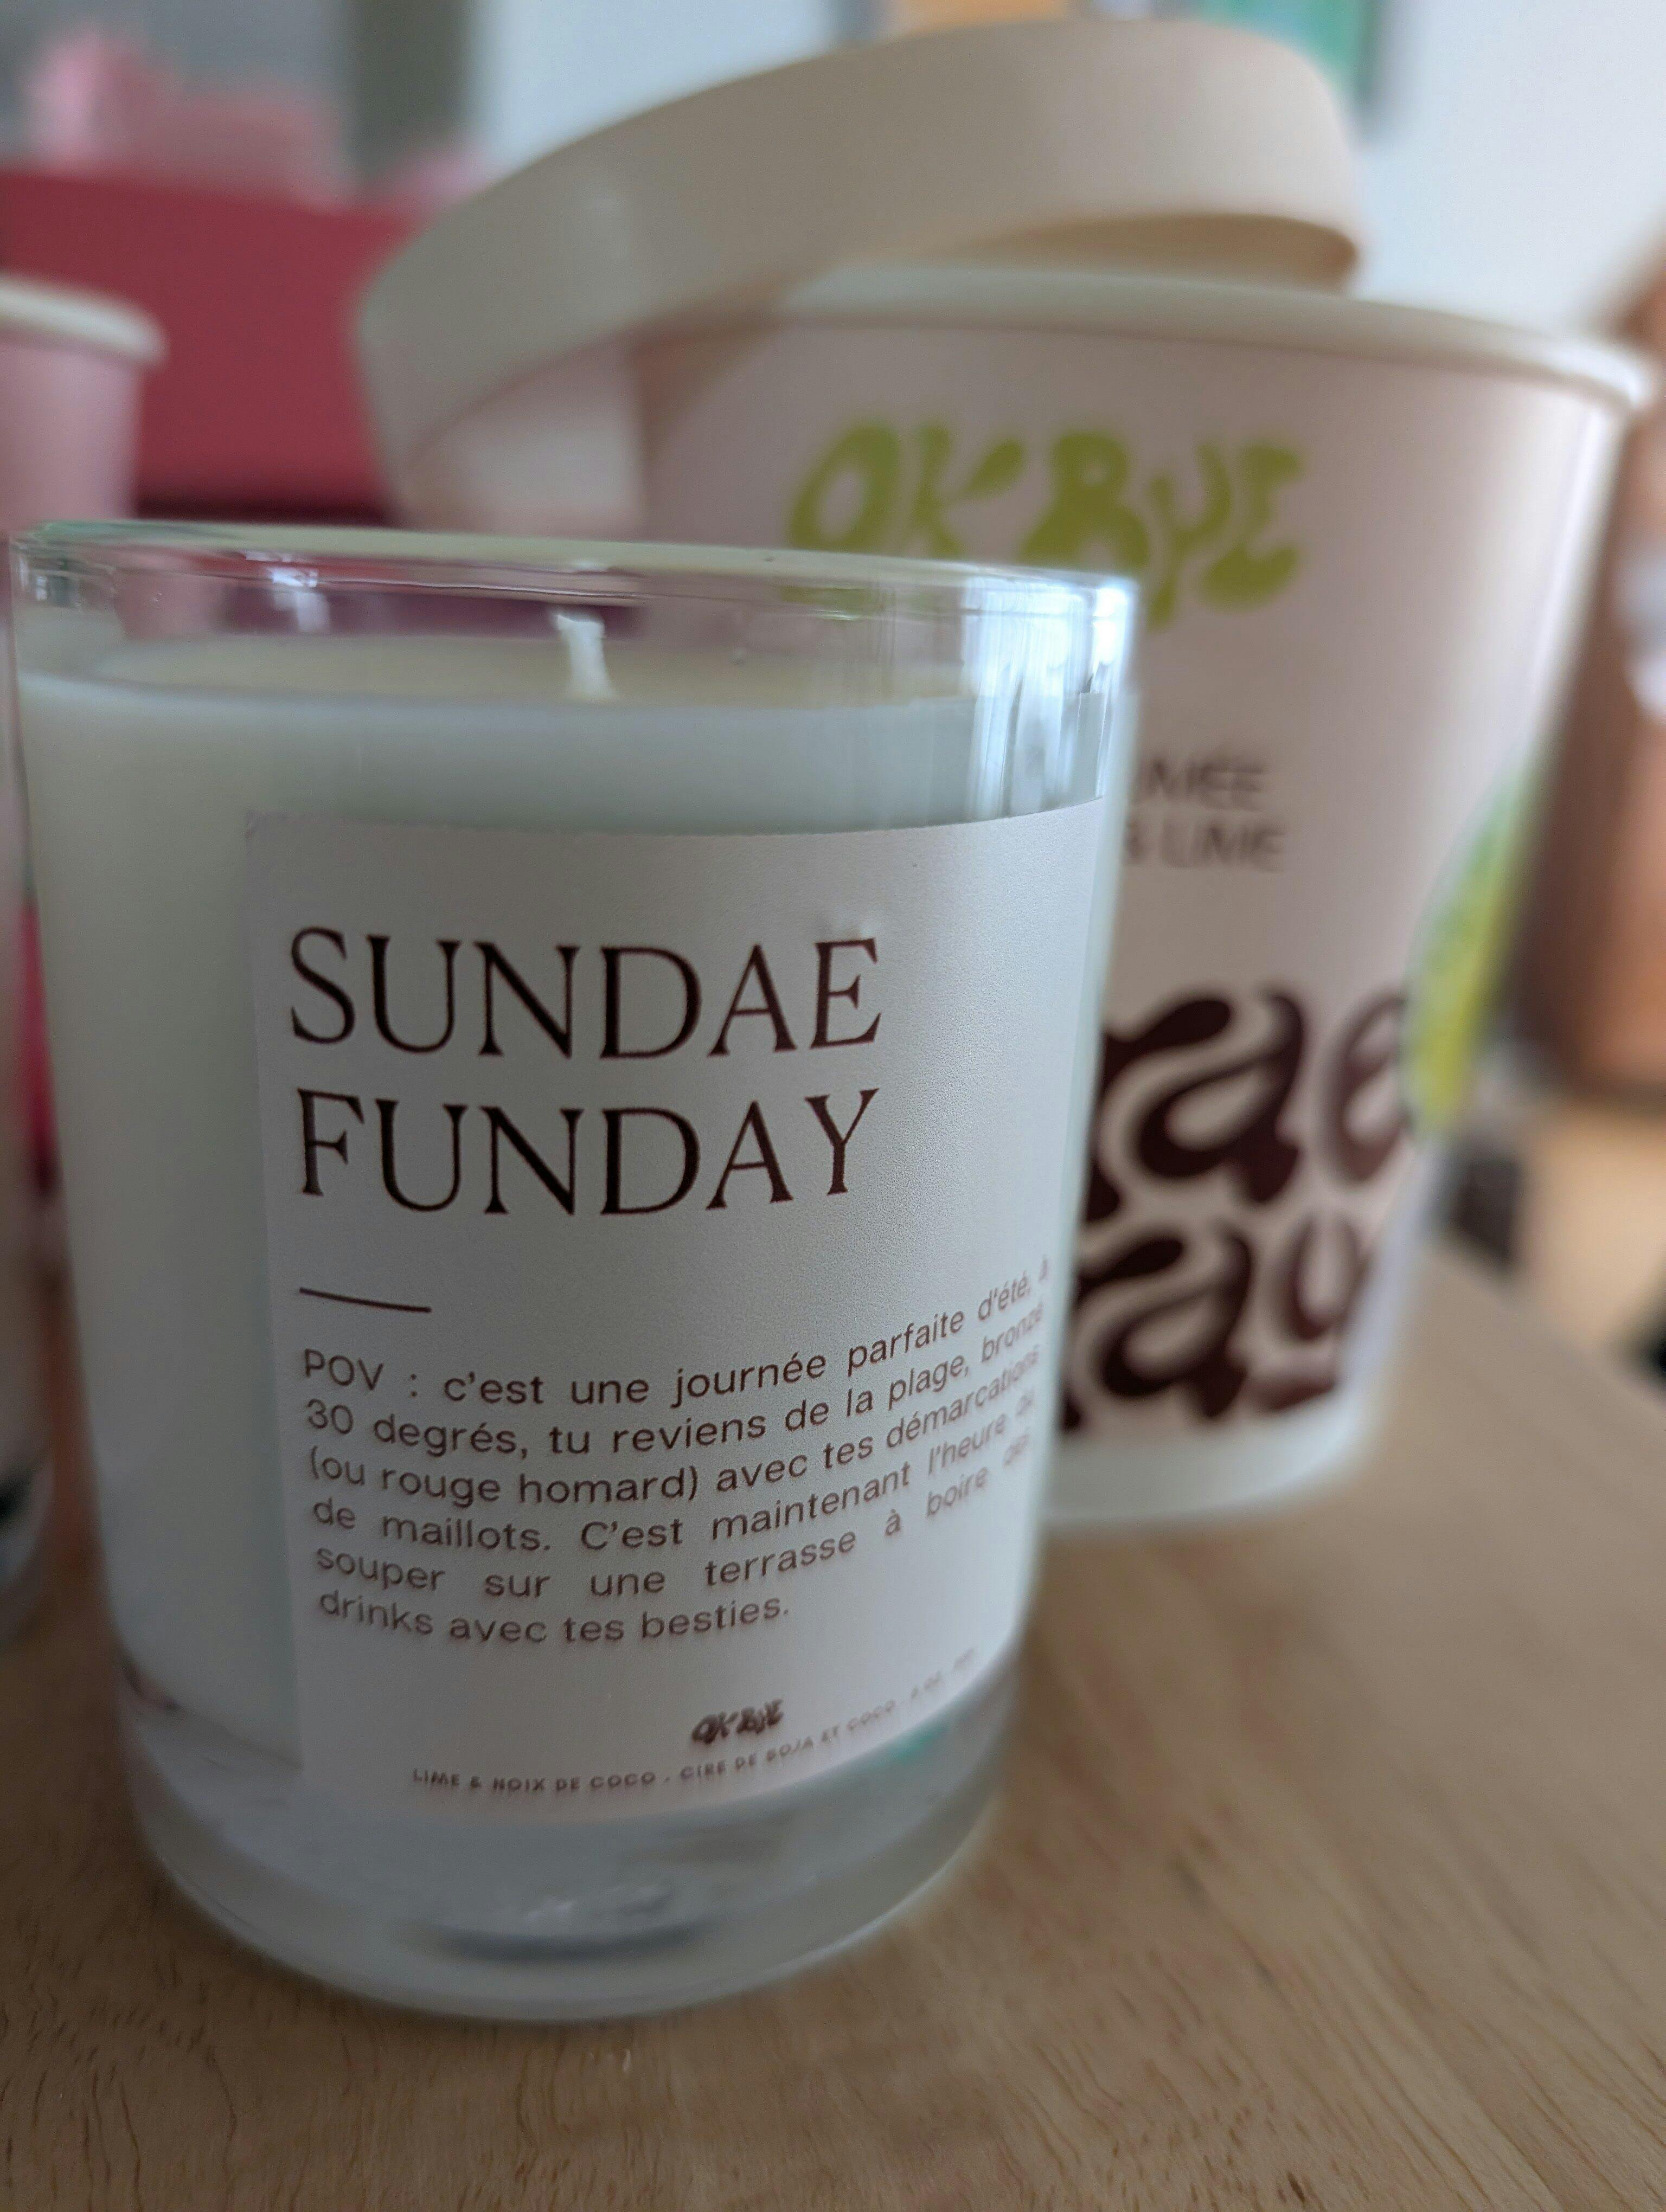 OK BYE
LIME
SUNDAE
FUNDAY
POV : c'est une journée parfaite d'été, à
30 degrés, tu reviens de la plage, bronzé
(ou rouge homard) avec tes démarcations
de maillots. C'est maintenant l'heure du
souper sur une terrasse à boire des
drinks avec tes besties.
OK BYE
LIME & NOIX DE COCO . CIRE DE SOJA ET COCO .